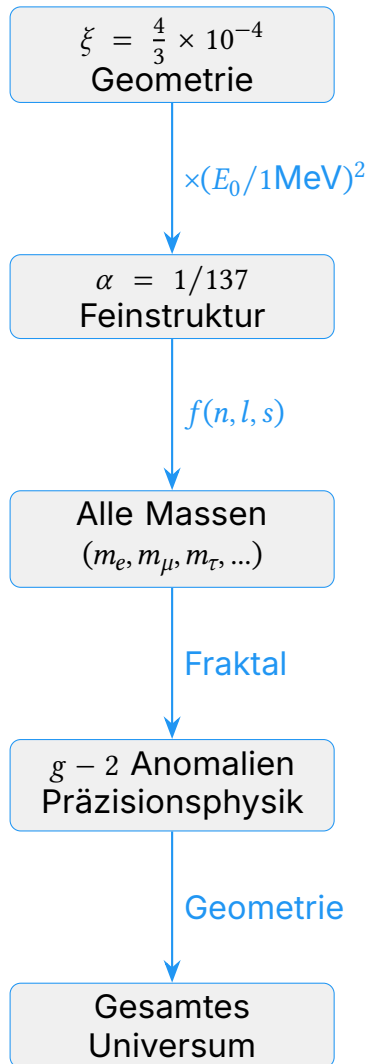 ξ = 4/3 × 10⁻⁴
Geometrie
×(E₀/1MeV)²
α = 1/137
Feinstruktur
f(n, l, s)
Alle Massen
(mₑ, m_μ, m_τ, ...)
Fraktal
g − 2 Anomalien
Präzisionsphysik
Geometrie
Gesamtes
Universum